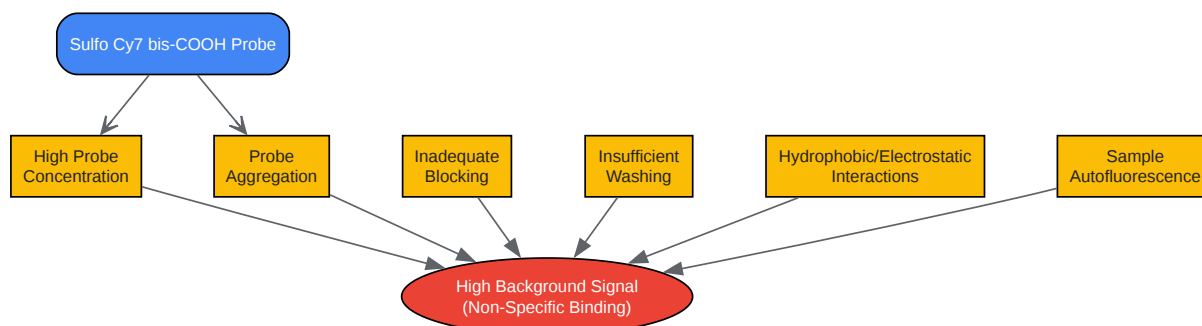 Sulfo Cy7 bis-COOH Probe
High Probe
Concentration
Probe
Aggregation
Inadequate
Blocking
Insufficient
Washing
Hydrophobic/Electrostatic
Interactions
Sample
Autofluorescence
High Background Signal
(Non-Specific Binding)